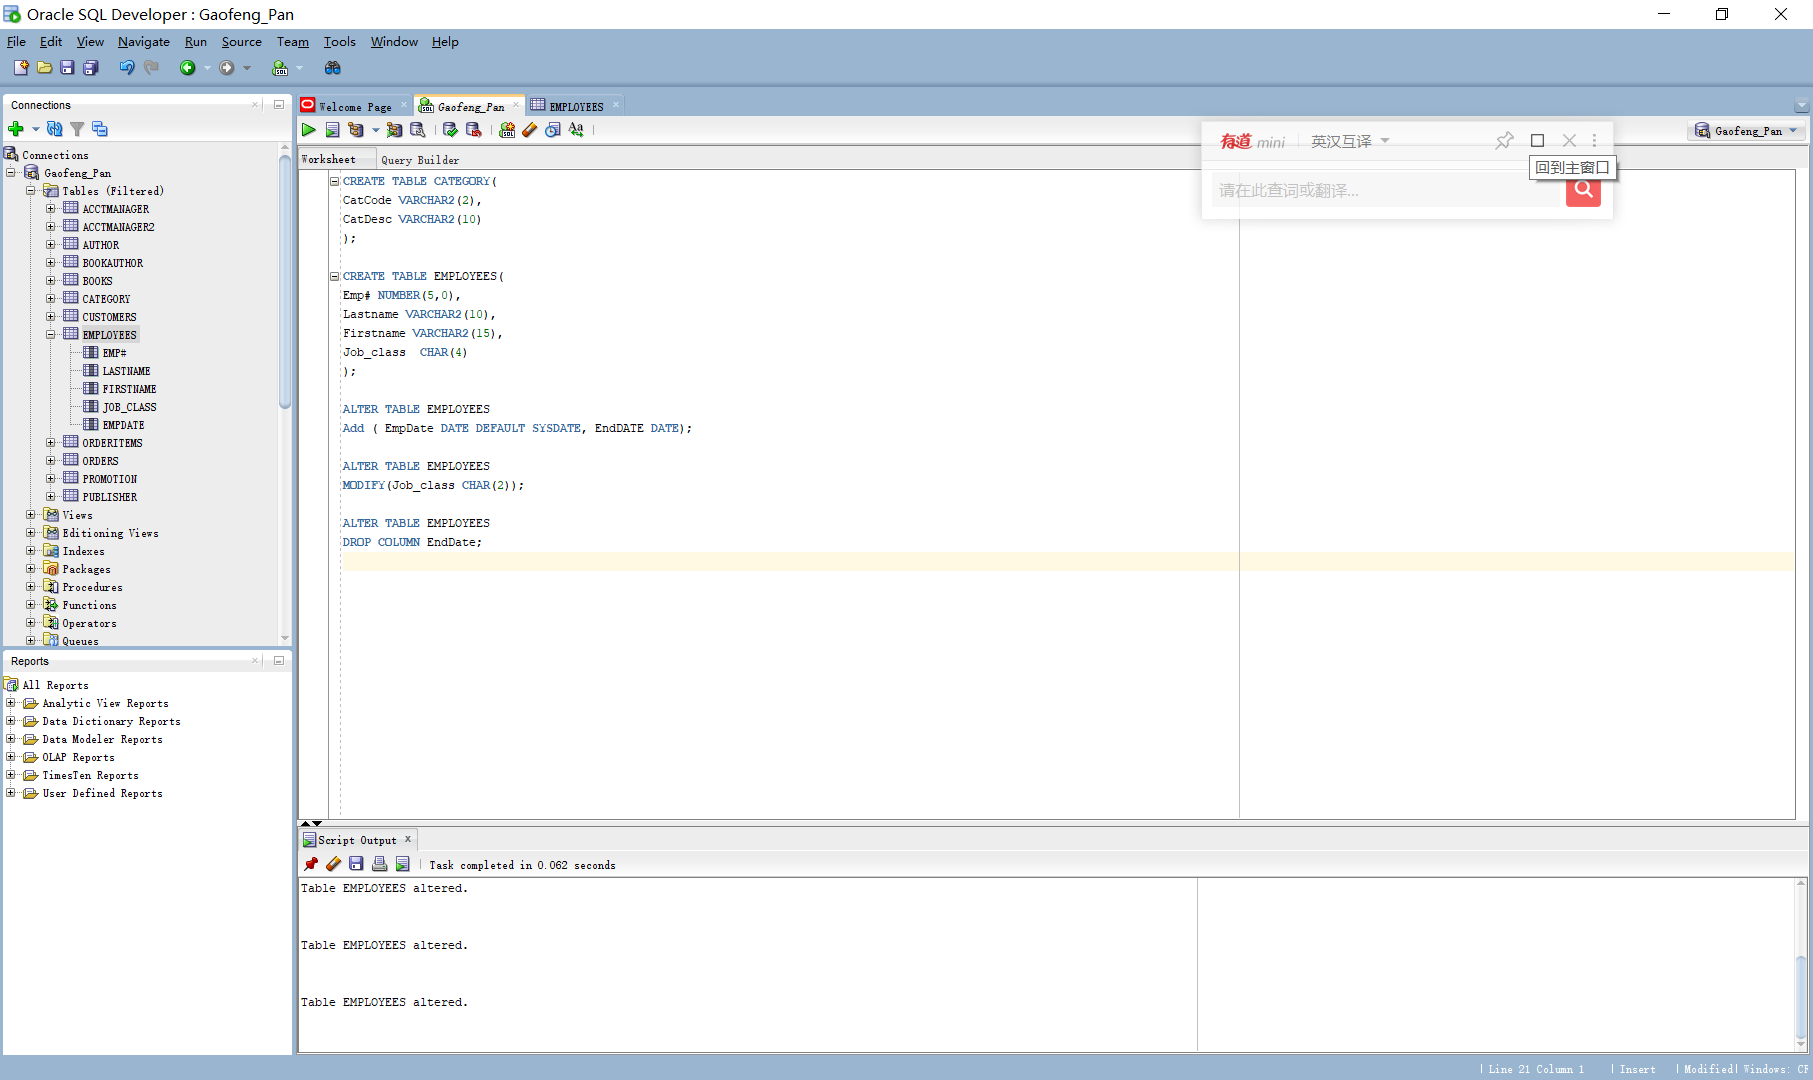 Oracle SQL Developer : Gaofeng_Pan
File Edit View Navigate Run Source Team Tools Window Help
Connections
Connections
Gaofeng_Pan
Tables (Filtered)
ACCTMANAGER
ACCTMANAGER2
AUTHOR
BOOKAUTHOR
BOOKS
CATEGORY
CUSTOMERS
EMPLOYEES
EMP#
LASTNAME
FIRSTNAME
JOB_CLASS
EMPDATE
ORDERITEMS
ORDERS
PROMOTION
PUBLISHER
Views
Editioning Views
Indexes
Packages
Procedures
Functions
Operators
Queues
Reports
All Reports
Analytic View Reports
Data Dictionary Reports
Data Modeler Reports
OLAP Reports
TimesTen Reports
User Defined Reports
Welcome Page Gaofeng_Pan EMPLOYEES
Gaofeng_Pan
Worksheet Query Builder
有道 mini 英汉互译
回到主窗口
请在此查词或翻译...
CREATE TABLE CATEGORY(
CatCode VARCHAR2(2),
CatDesc VARCHAR2(10)
);
CREATE TABLE EMPLOYEES(
Emp# NUMBER(5,0),
Lastname VARCHAR2(10),
Firstname VARCHAR2(15),
Job_class CHAR(4)
);
ALTER TABLE EMPLOYEES
Add ( EmpDate DATE DEFAULT SYSDATE, EndDATE DATE);
ALTER TABLE EMPLOYEES
MODIFY(Job_class CHAR(2));
ALTER TABLE EMPLOYEES
DROP COLUMN EndDate;
Script Output
Task completed in 0.062 seconds
Table EMPLOYEES altered.
Table EMPLOYEES altered.
Table EMPLOYEES altered.
Line 21 Column 1 Insert Modified Windows: CR